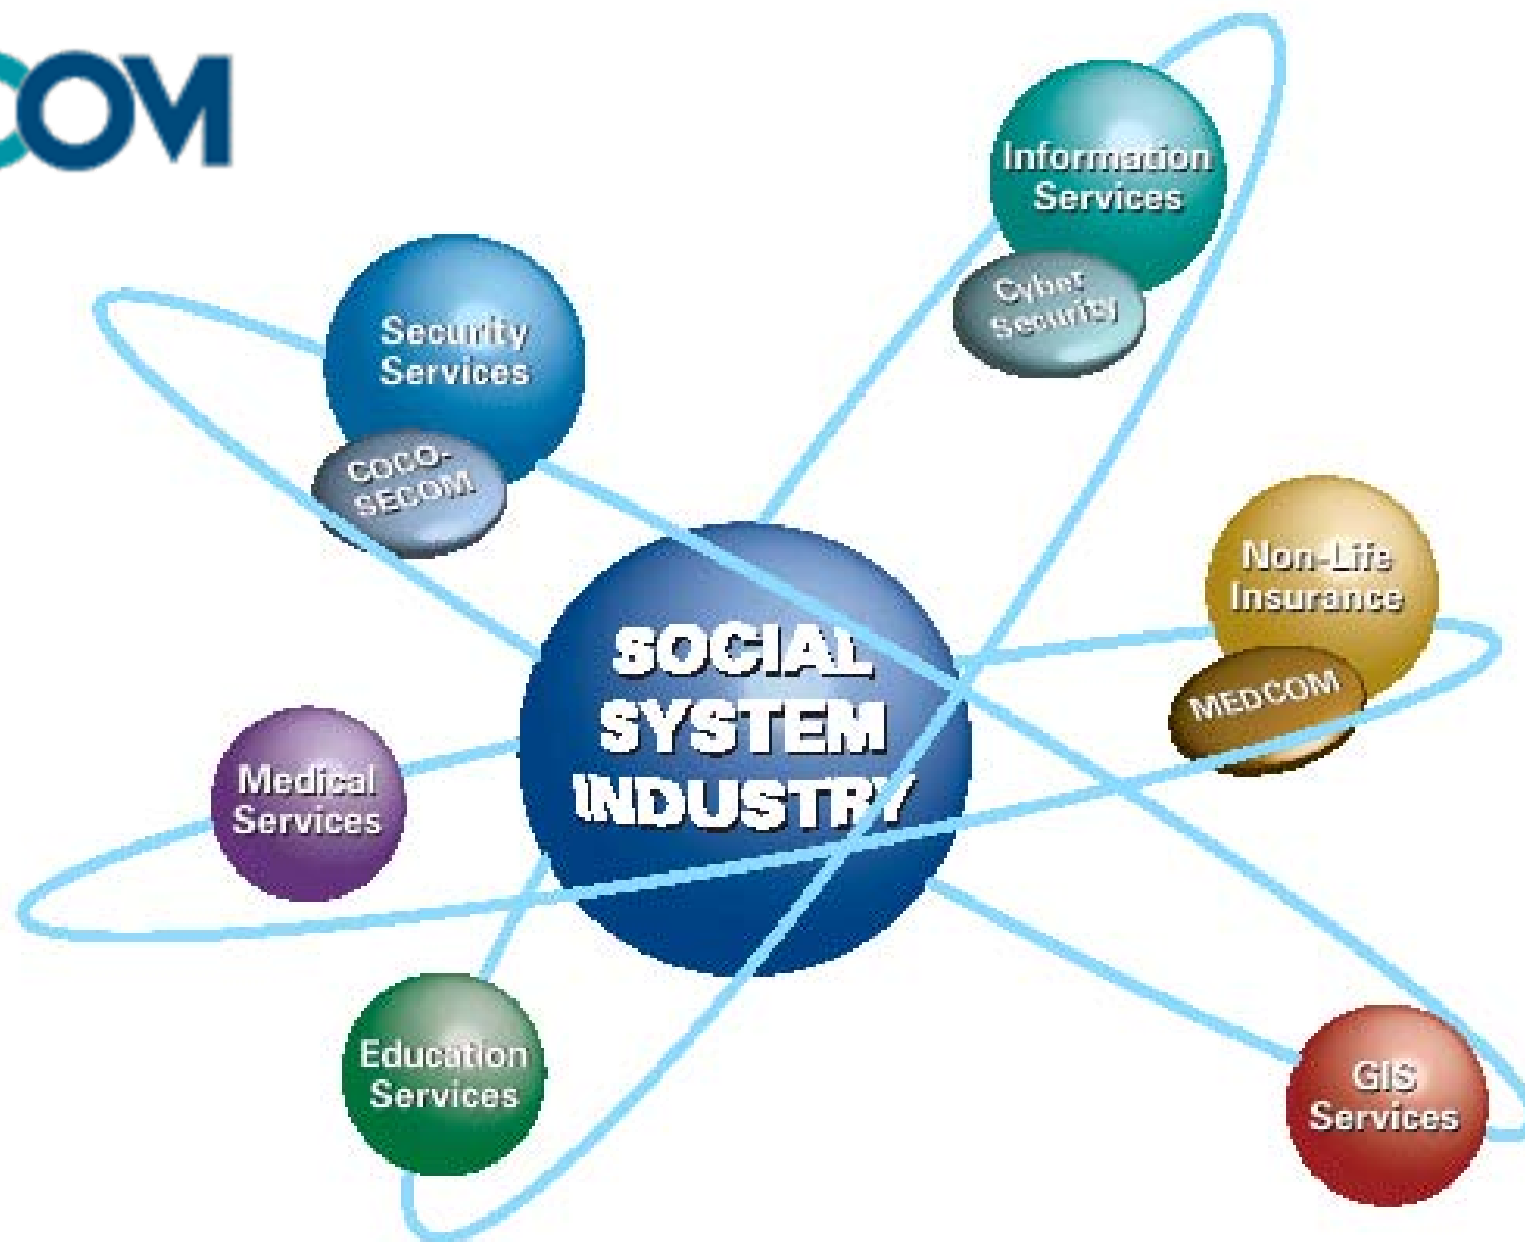 COM
Information
Services
Cyber
Security
Security
Services
COCO-
SECOM
Non-Life
Insurance
MEDCOM
SOCIAL
SYSTEM
INDUSTRY
Medical
Services
Education
Services
GIS
Services